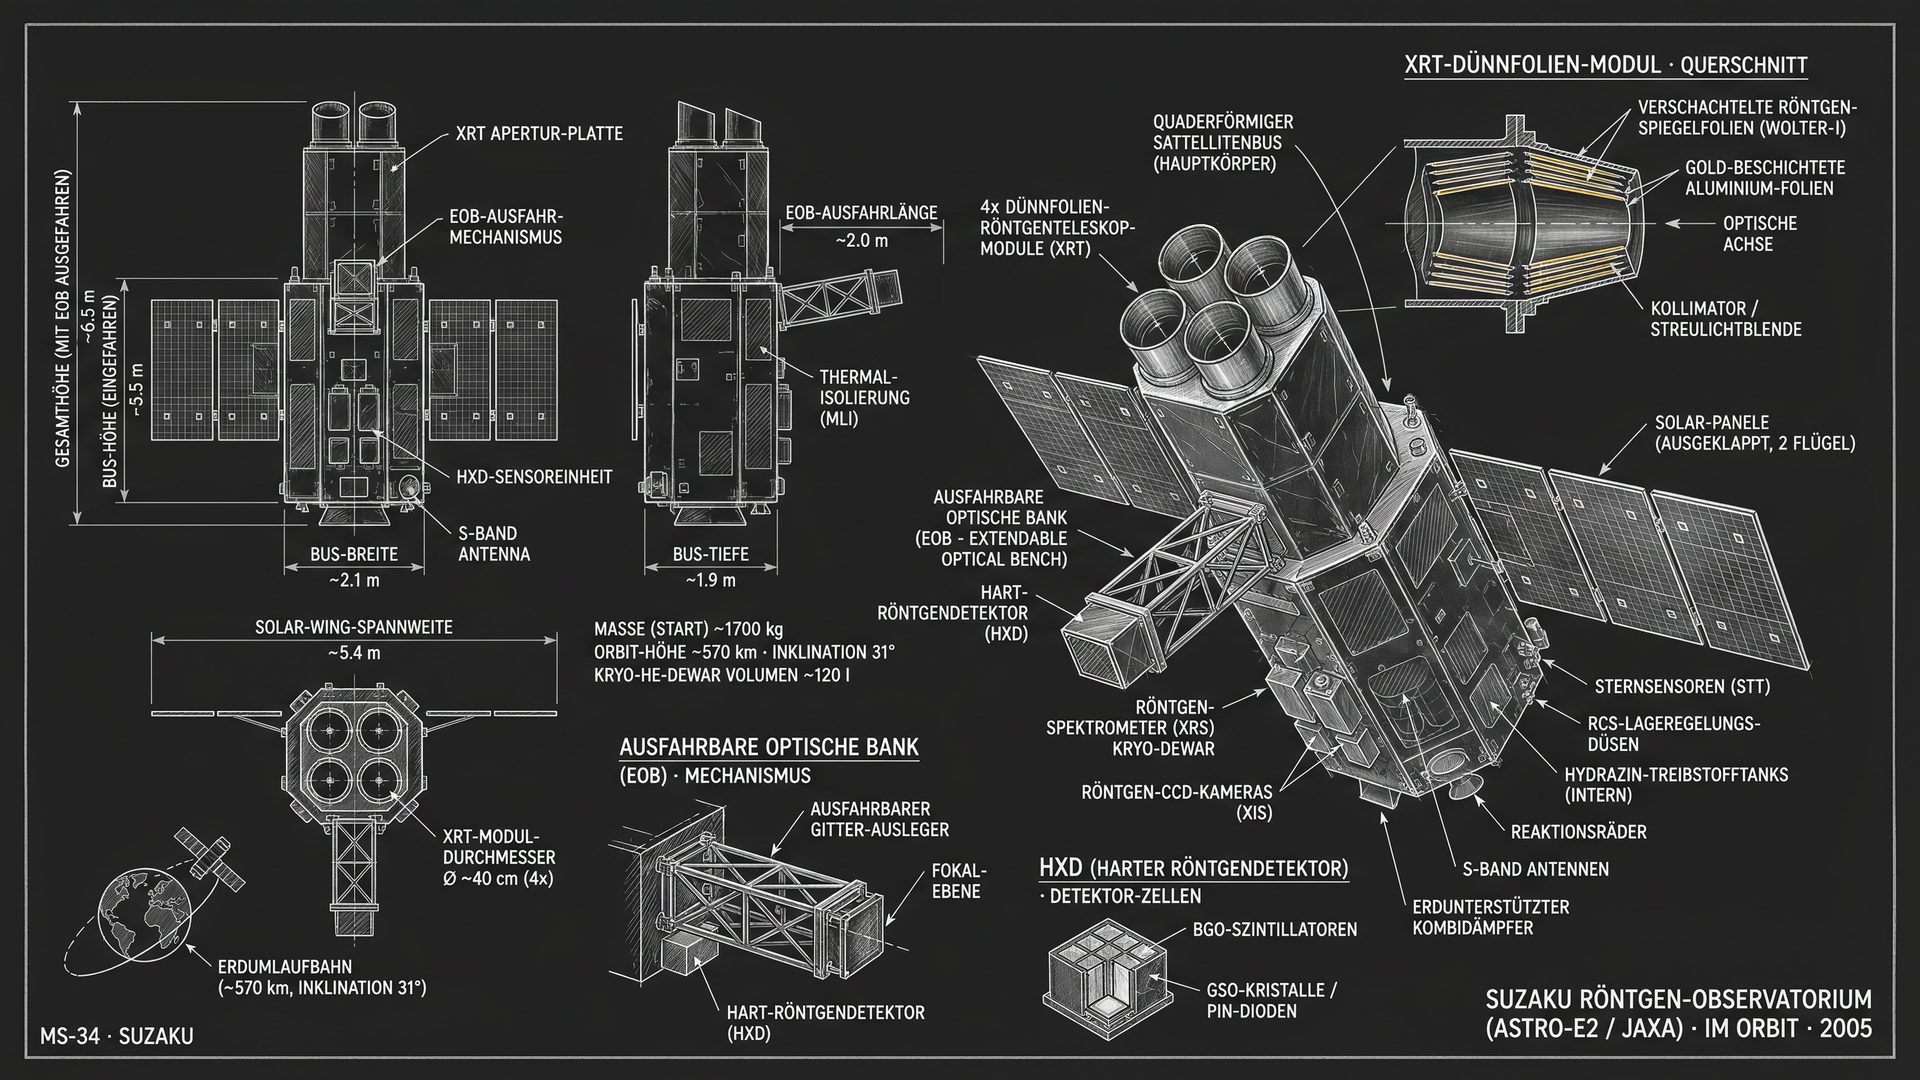 XRT-DÜNNFOLIEN-MODUL · QUERSCHNITT
VERSCHACHTELTE RÖNTGEN-
SPIEGELFOLIEN (WOLTER-I)
GOLD-BESCHICHTETE
ALUMINIUM-FOLIEN
OPTISCHE
ACHSE
KOLLIMATOR /
STREULICHTBLENDE
XRT APERTUR-PLATTE
EOB-AUSFAHR-
MECHANISMUS
GESAMTHÖHE (MIT EOB AUSGEFAHREN)
~6.5 m
BUS-HÖHE (EINGEFAHREN)
~5.5 m
HXD-SENSOREINHEIT
S-BAND
ANTENNA
BUS-BREITE
~2.1 m
EOB-AUSFAHRLÄNGE
~2.0 m
THERMAL-
ISOLIERUNG
(MLI)
BUS-TIEFE
~1.9 m
QUADERFÖRMIGER
SATTELLITENBUS
(HAUPTKÖRPER)
4x DÜNNFOLIEN-
RÖNTGENTELESKOP-
MODULE (XRT)
SOLAR-PANELE
(AUSGEKLAPPT, 2 FLÜGEL)
AUSFAHRBARE
OPTISCHE BANK
(EOB - EXTENDABLE
OPTICAL BENCH)
HART-
RÖNTGENDETEKTOR
(HXD)
RÖNTGEN-
SPEKTROMETER (XRS)
KRYO-DEWAR
RÖNTGEN-CCD-KAMERAS
(XIS)
STERNSENSOREN (STT)
RCS-LAGEREGELUNGS-
DÜSEN
HYDRAZIN-TREIBSTOFFTANKS
(INTERN)
REAKTIONSRÄDER
S-BAND ANTENNEN
ERDUNTERSTÜTZTER
KOMBIDÄMPFER
SOLAR-WING-SPANNWEITE
~5.4 m
MASSE (START) ~1700 kg
ORBIT-HÖHE ~570 km · INKLINATION 31°
KRYO-HE-DEWAR VOLUMEN ~120 l
XRT-MODUL-
DURCHMESSER
Ø ~40 cm (4x)
ERDUMLAUFBAHN
(~570 km, INKLINATION 31°)
AUSFAHRBARE OPTISCHE BANK
(EOB) · MECHANISMUS
AUSFAHRBARER
GITTER-AUSLEGER
FOKAL-
EBENE
HART-RÖNTGENDETEKTOR
(HXD)
HXD (HARTER RÖNTGENDETEKTOR)
· DETEKTOR-ZELLEN
BGO-SZINTILLATOREN
GSO-KRISTALLE /
PIN-DIODEN
MS-34 · SUZAKU
SUZAKU RÖNTGEN-OBSERVATORIUM
(ASTRO-E2 / JAXA) · IM ORBIT · 2005